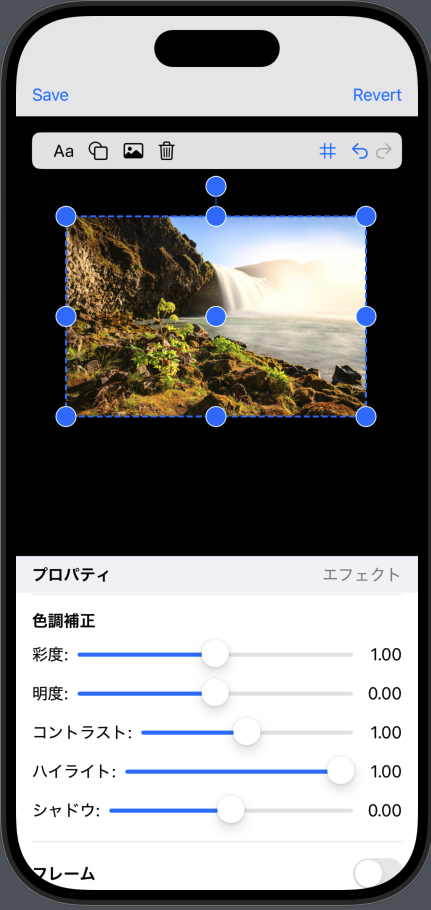 Save Revert
Aa
プロパティ エフェクト
色調補正
彩度: 1.00
明度: 0.00
コントラスト: 1.00
ハイライト: 1.00
シャドウ: 0.00
フレーム